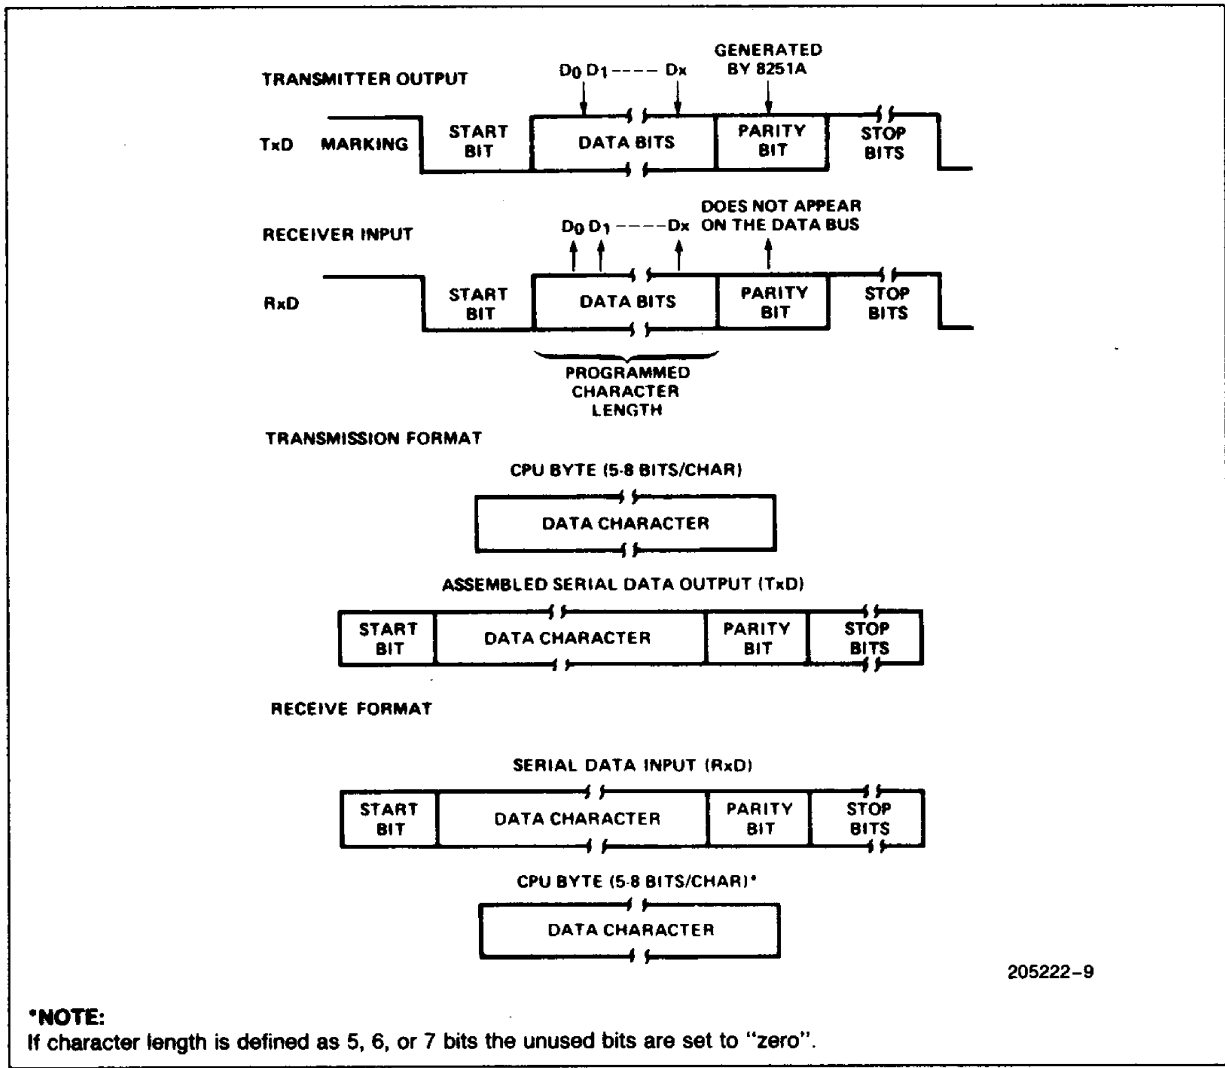 GENERATED
TRANSMITTER OUTPUT D0 D1 ---- Dx BY 8251A
TxD MARKING START BIT DATA BITS PARITY BIT STOP BITS
DOES NOT APPEAR
RECEIVER INPUT D0 D1 ---- Dx ON THE DATA BUS
RxD START BIT DATA BITS PARITY BIT STOP BITS
PROGRAMMED
CHARACTER
LENGTH
TRANSMISSION FORMAT
CPU BYTE (5-8 BITS/CHAR)
DATA CHARACTER
ASSEMBLED SERIAL DATA OUTPUT (TxD)
START BIT DATA CHARACTER PARITY BIT STOP BITS
RECEIVE FORMAT
SERIAL DATA INPUT (RxD)
START BIT DATA CHARACTER PARITY BIT STOP BITS
CPU BYTE (5-8 BITS/CHAR)*
DATA CHARACTER
205222–9
*NOTE:
If character length is defined as 5, 6, or 7 bits the unused bits are set to “zero”.